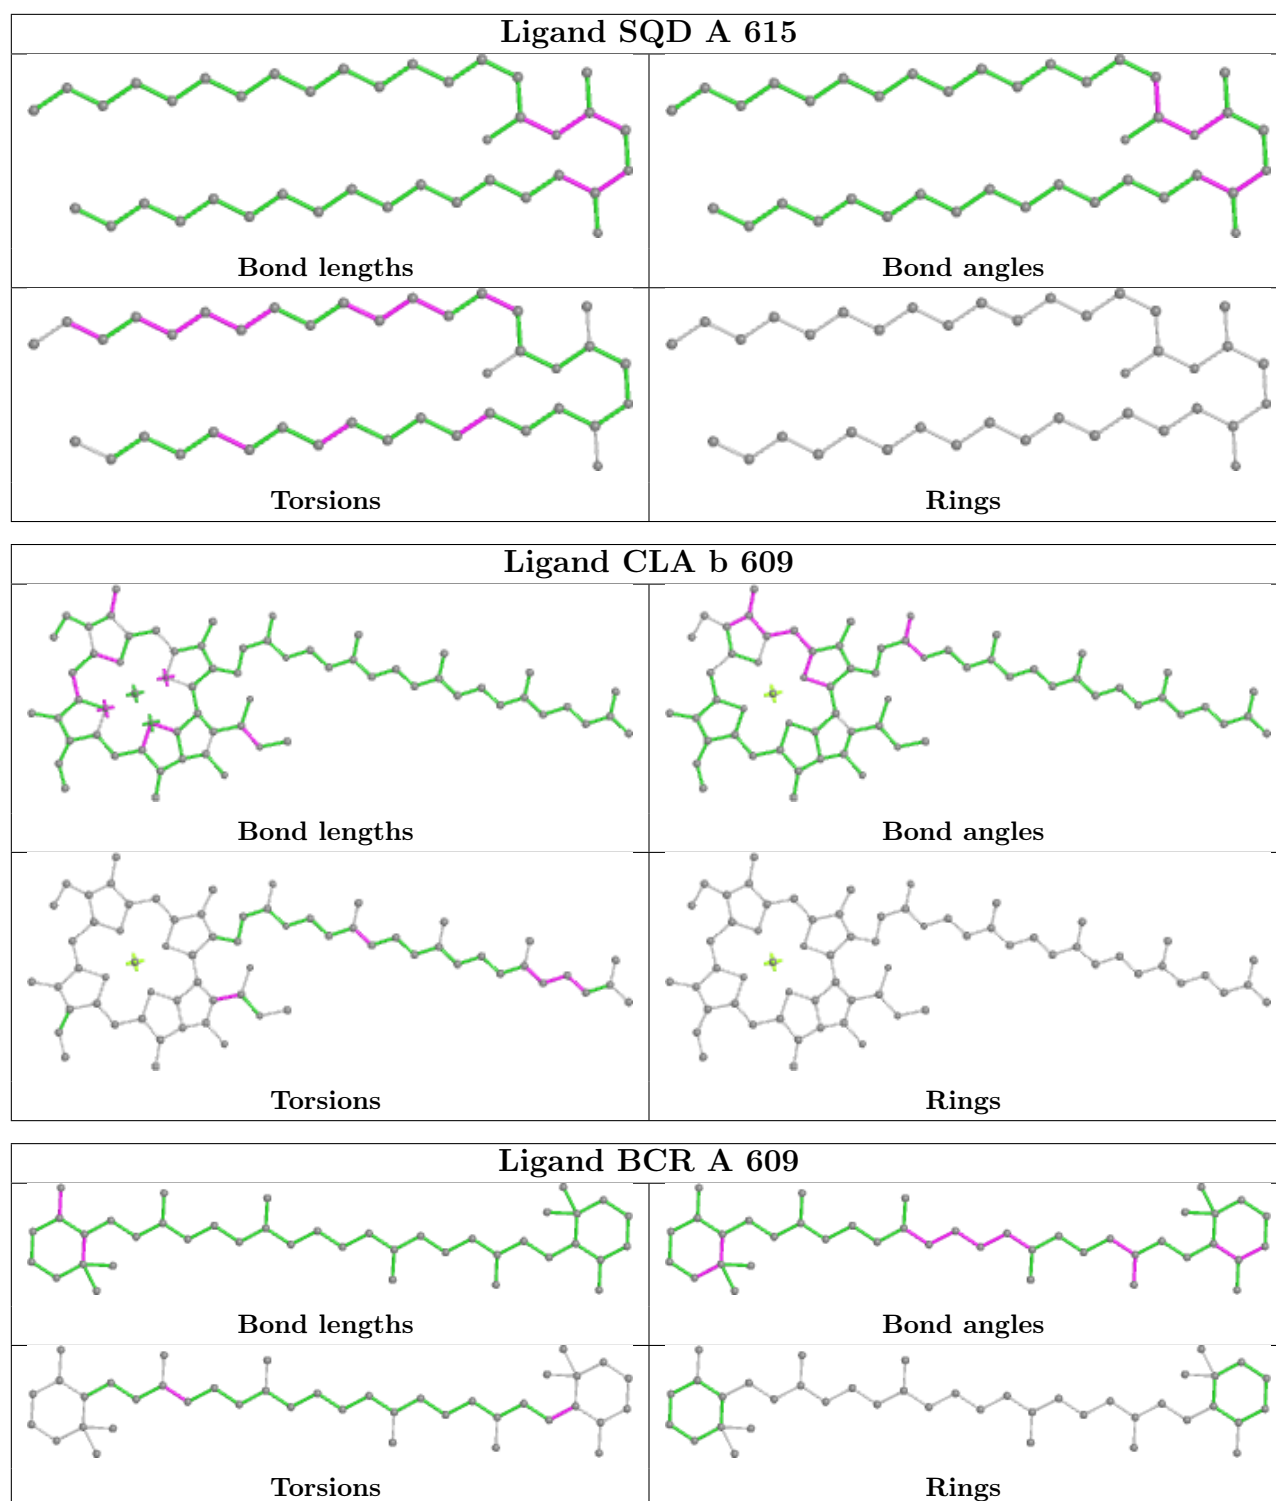 Ligand SQD A 615
Bond lengths
Bond angles
Torsions
Rings
Ligand CLA b 609
Bond lengths
Bond angles
Torsions
Rings
Ligand BCR A 609
Bond lengths
Bond angles
Torsions
Rings